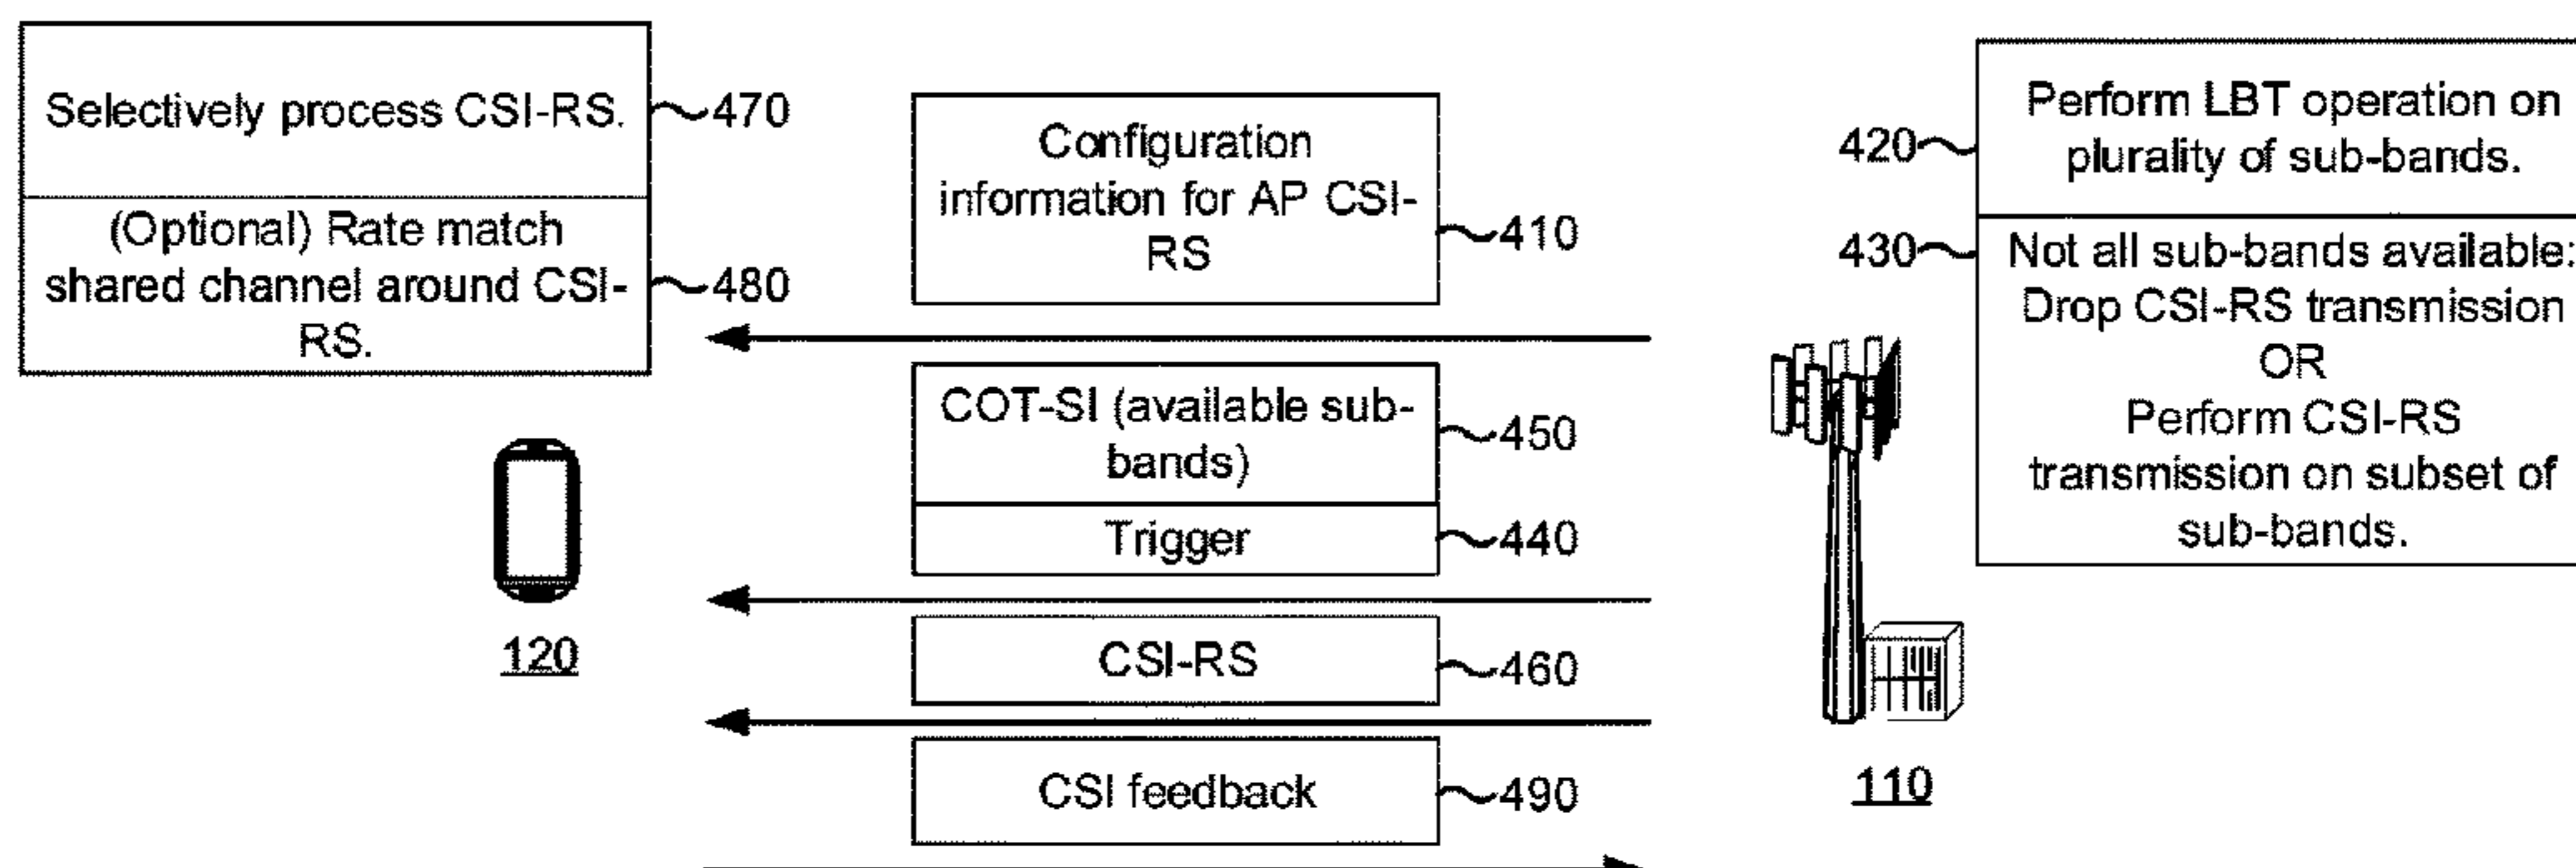 Selectively process CSI-RS.
470
(Optional) Rate match
shared channel around CSI-
RS.
480
120
Configuration
information for AP CSI-
RS
410
COT-SI (available sub-
bands)
450
Trigger
440
CSI-RS
460
CSI feedback
490
420
Perform LBT operation on
plurality of sub-bands.
430
Not all sub-bands available:
Drop CSI-RS transmission
OR
Perform CSI-RS
transmission on subset of
sub-bands.
110